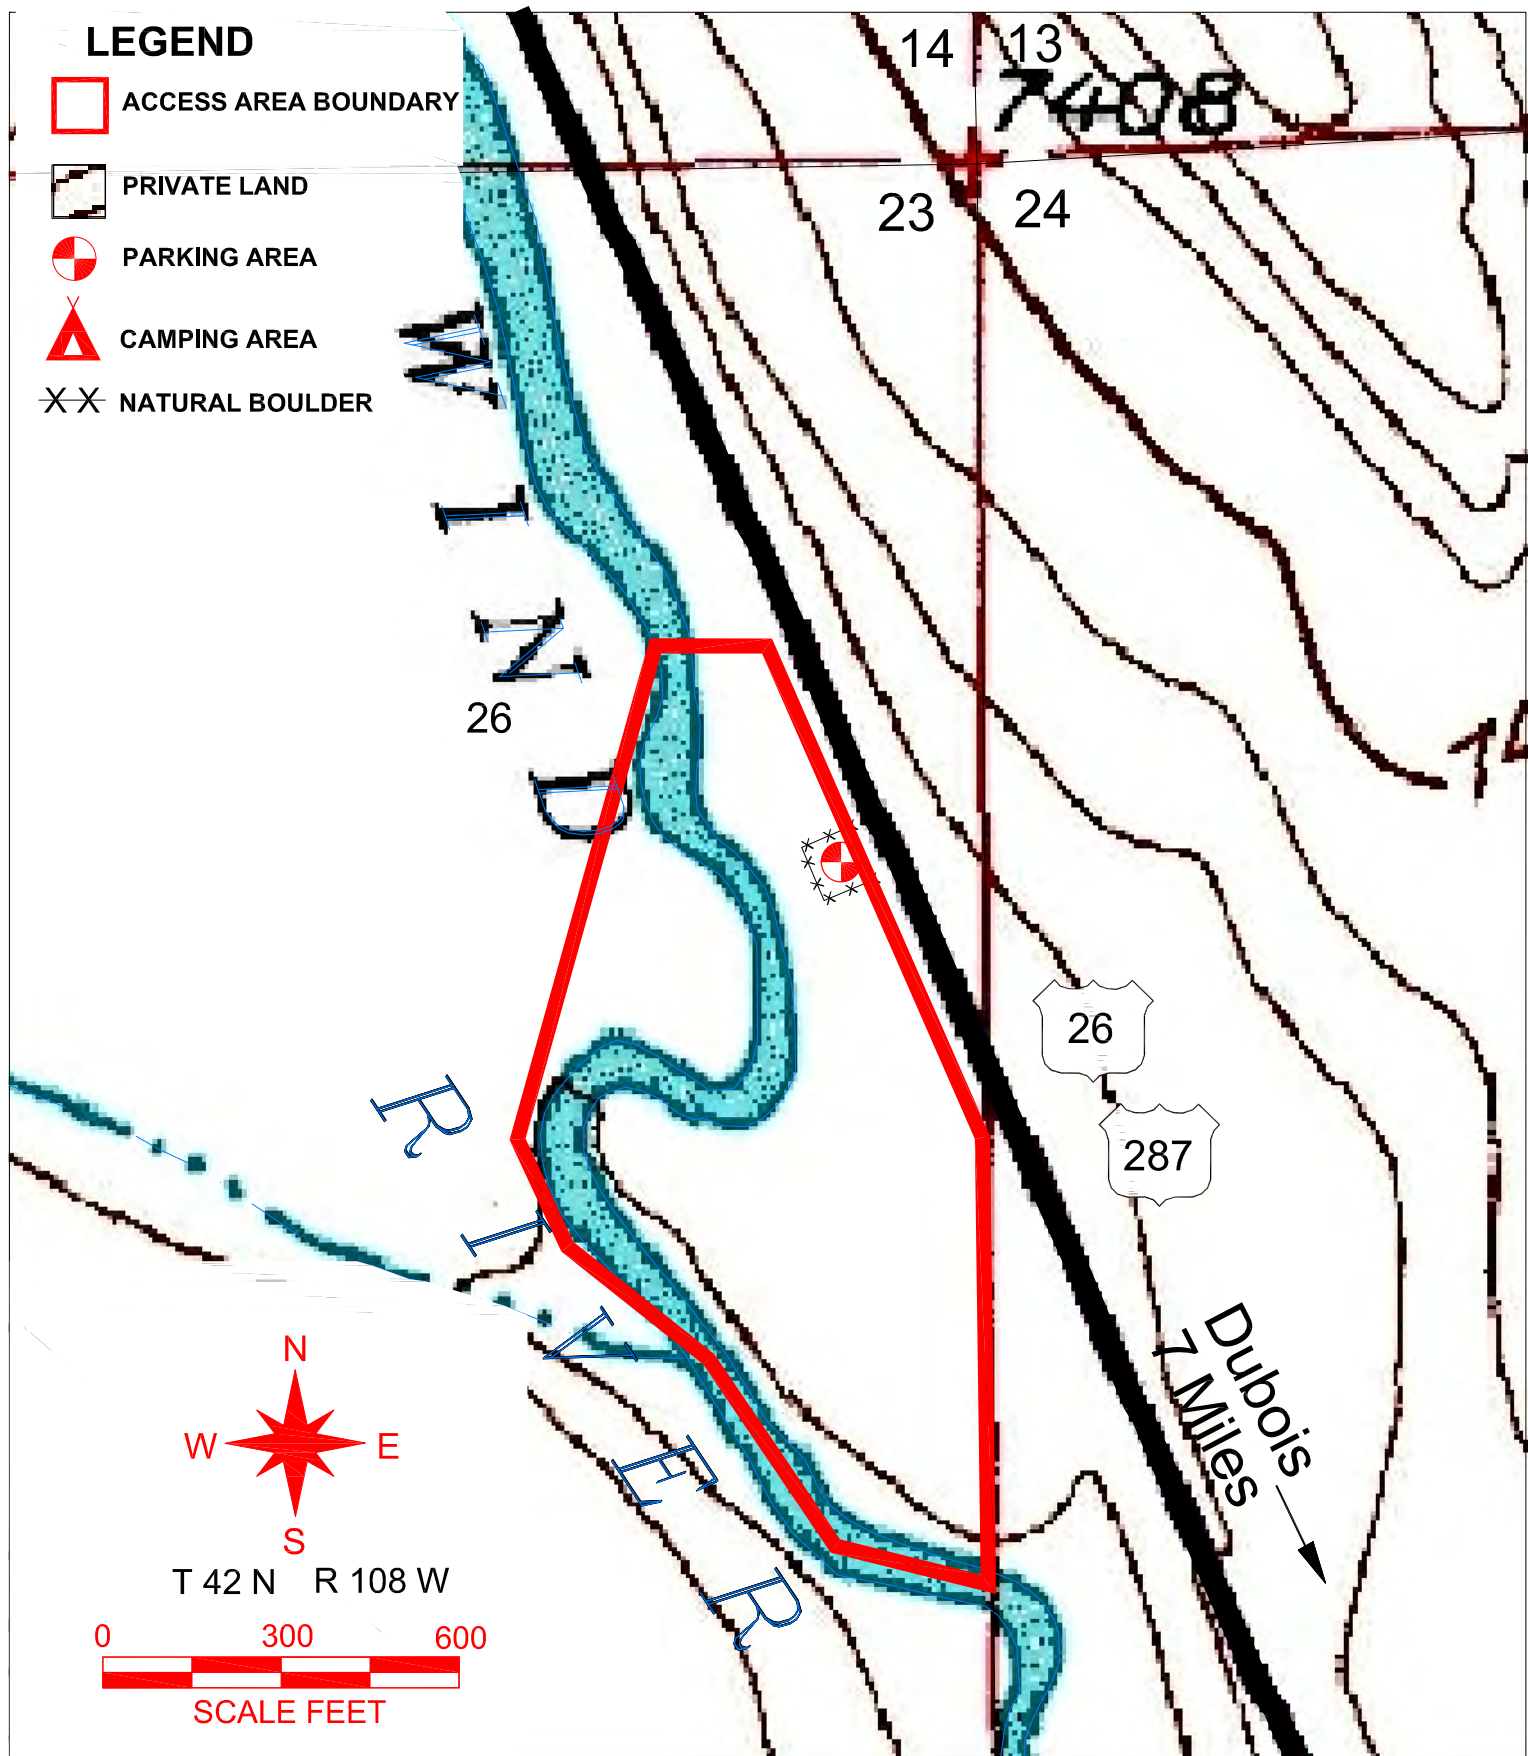 LEGEND
ACCESS AREA BOUNDARY
PRIVATE LAND
PARKING AREA
CAMPING AREA
NATURAL BOULDER
14
13
7408
23
24
WIND
26
RIVER
26
287
Dubois
7 Miles
N
W
E
S
T 42 N R 108 W
0 300 600
SCALE FEET